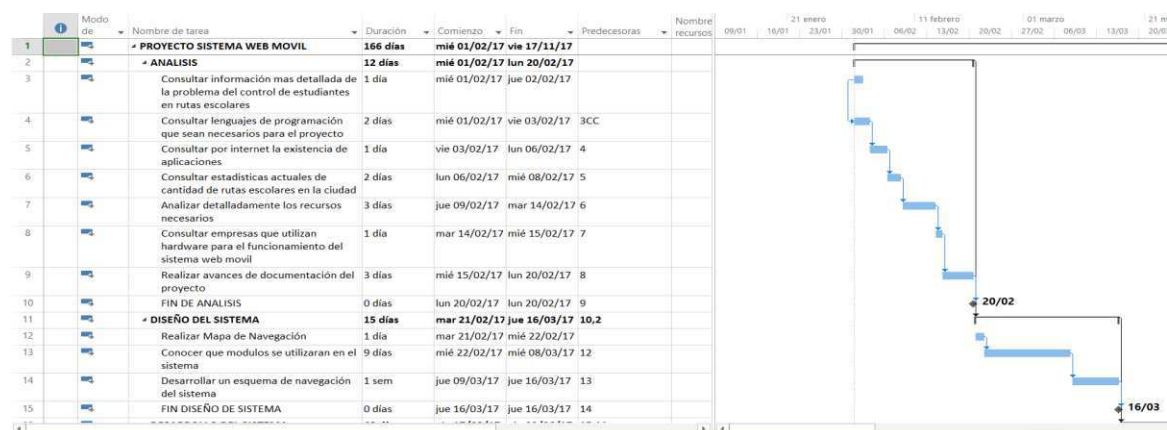 Modo de
Nombre de tarea
Duración
Comienzo
Fin
Predecesoras
Nombre recursos
21 enero
11 febrero
01 marzo
21 m
09/01 16/01 23/01 30/01 06/02 13/02 20/02 27/02 06/03 13/03 20/0
1 PROYECTO SISTEMA WEB MOVIL 166 días mié 01/02/17 vie 17/11/17
2 ANALISIS 12 días mié 01/02/17 lun 20/02/17
3 Consultar información mas detallada de 1 día mié 01/02/17 jue 02/02/17
la problema del control de estudiantes
en rutas escolares
4 Consultar lenguajes de programación 2 días mié 01/02/17 vie 03/02/17 3CC
que sean necesarios para el proyecto
5 Consultar por internet la existencia de 1 día vie 03/02/17 lun 06/02/17 4
aplicaciones
6 Consultar estadisticas actuales de 2 días lun 06/02/17 mié 08/02/17 5
cantidad de rutas escolares en la ciudad
7 Analizar detalladamente los recursos 3 días jue 09/02/17 mar 14/02/17 6
necesarios
8 Consultar empresas que utilizan 1 día mar 14/02/17 mié 15/02/17 7
hardware para el funcionamiento del
sistema web movil
9 Realizar avances de documentación del 3 días mié 15/02/17 lun 20/02/17 8
proyecto
10 FIN DE ANALISIS 0 días lun 20/02/17 lun 20/02/17 9
20/02
11 DISEÑO DEL SISTEMA 15 días mar 21/02/17 jue 16/03/17 10,2
12 Realizar Mapa de Navegación 1 día mar 21/02/17 mié 22/02/17
13 Conocer que modulos se utilizaran en el 9 días mié 22/02/17 mié 08/03/17 12
sistema
14 Desarrollar un esquema de navegación 1 sem jue 09/03/17 jue 16/03/17 13
del sistema
15 FIN DISEÑO DE SISTEMA 0 días jue 16/03/17 jue 16/03/17 14
16/03